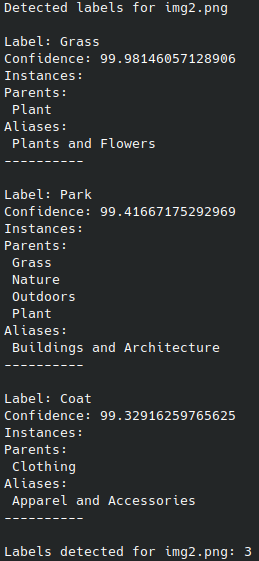 Detected labels for img2.png
Label: Grass
Confidence: 99.98146057128906
Instances:
Parents:
Plant
Aliases:
Plants and Flowers
----------
Label: Park
Confidence: 99.41667175292969
Instances:
Parents:
Grass
Nature
Outdoors
Plant
Aliases:
Buildings and Architecture
----------
Label: Coat
Confidence: 99.32916259765625
Instances:
Parents:
Clothing
Aliases:
Apparel and Accessories
----------
Labels detected for img2.png: 3